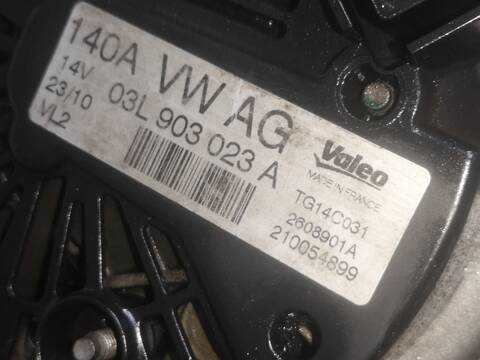 140A VW AG
14V 03L 903 023 A
23/10
VL2
Valeo
MADE IN FRANCE
TG14C031
2608901A
210054899